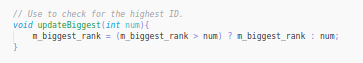 // Use to check for the highest ID.
void updateBiggest(int num){
    m_biggest_rank = (m_biggest_rank > num) ? m_biggest_rank : num;
}